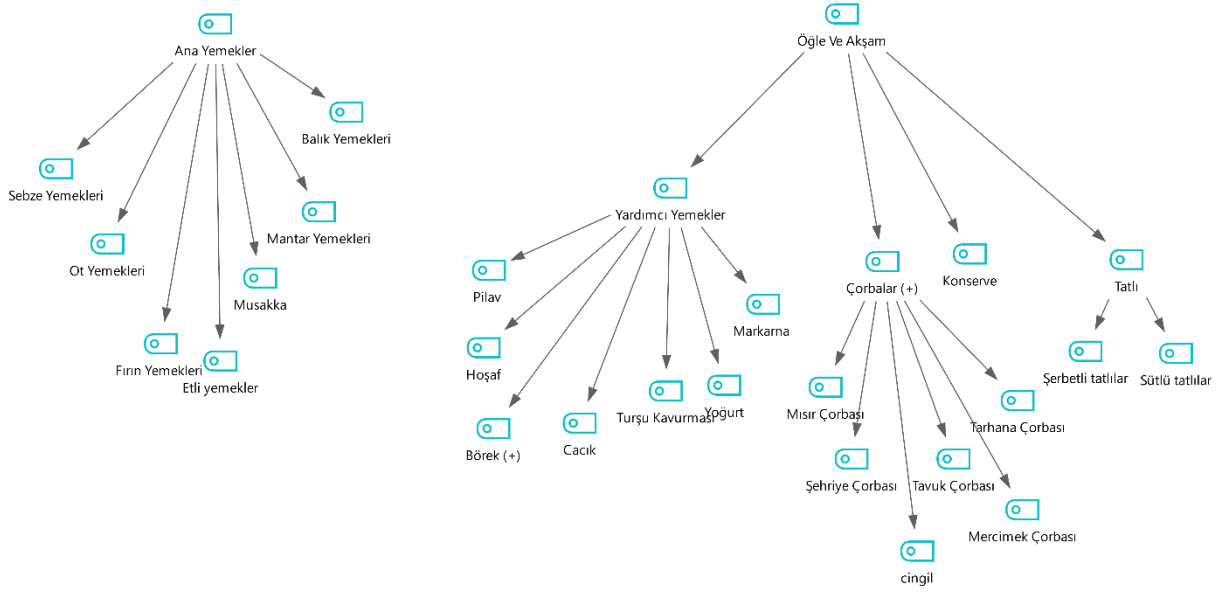 Ana Yemekler
Balık Yemekleri
Sebze Yemekleri
Mantar Yemekleri
Ot Yemekleri
Musakka
Fırın Yemekleri
Etli yemekler
Öğle Ve Akşam
Yardımcı Yemekler
Çorbalar (+)
Konserve
Tatlı
Pilav
Markarna
Hoşaf
Yoğurt
Turşu Kavurması
Cacık
Börek (+)
Şerbetli tatlılar
Sütlü tatlılar
Mısır Çorbası
Tarhana Çorbası
Şehriye Çorbası
Tavuk Çorbası
Mercimek Çorbası
cingil